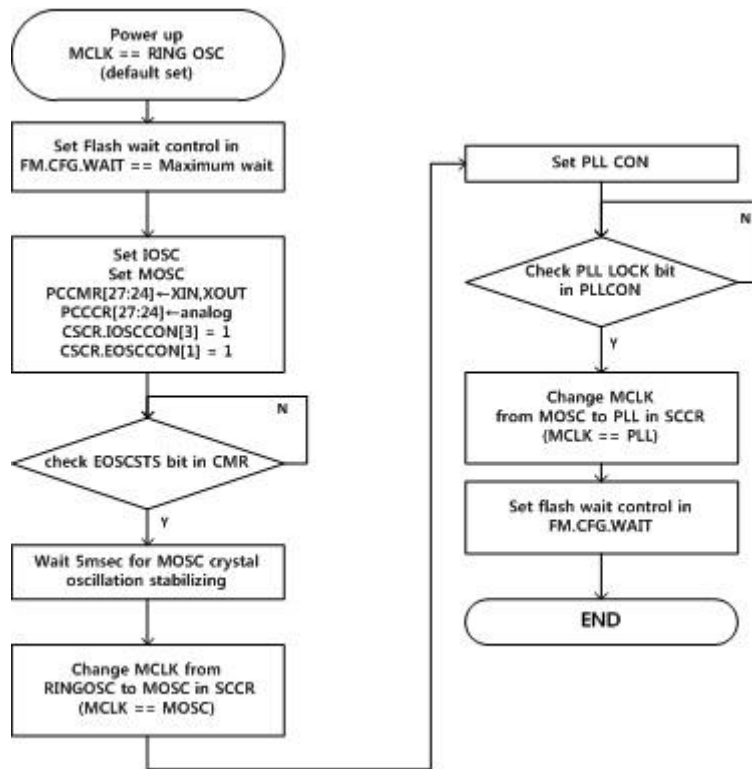 Power up
MCLK == RING OSC
(default set)
Set Flash wait control in
FM.CFG.WAIT == Maximum wait
Set IOSC
Set MOSC
PCCMR[27:24]←XIN,XOUT
PCCCR[27:24]←analog
CSCR.IOSCCON[3] = 1
CSCR.EOSCCON[1] = 1
N
check EOSCSTS bit in CMR
Y
Wait 5msec for MOSC crystal
oscillation stabilizing
Change MCLK from
RINGOSC to MOSC in SCCR
(MCLK == MOSC)
Set PLL CON
N
Check PLL LOCK bit
in PLLCON
Y
Change MCLK
from MOSC to PLL in SCCR
(MCLK == PLL)
Set flash wait control in
FM.CFG.WAIT
END